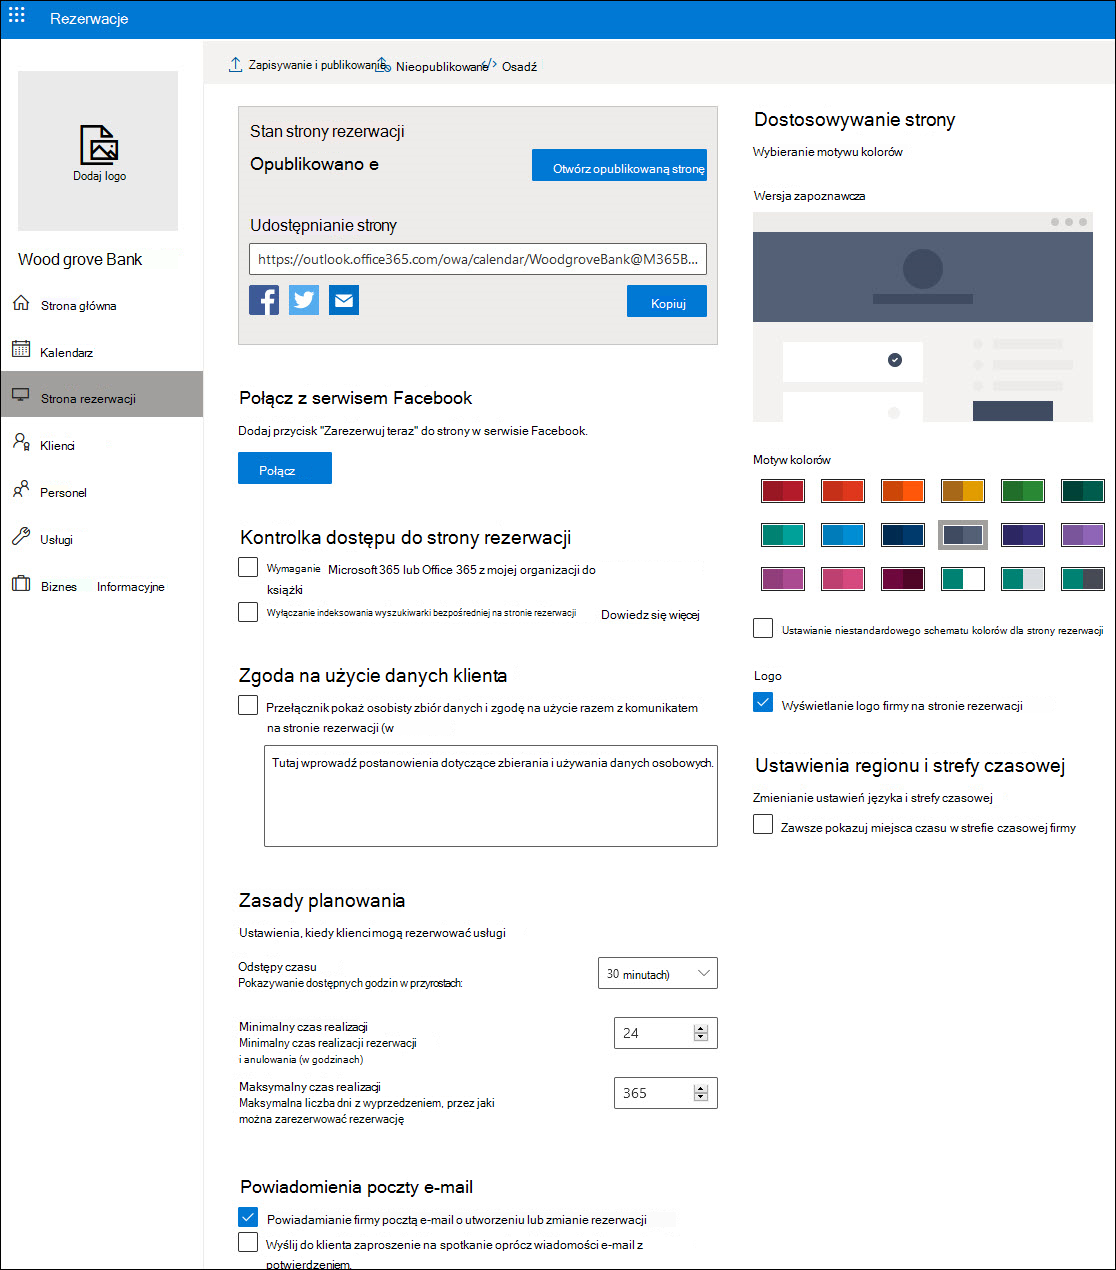 Rezerwacje
Zapisywanie i publikowanie
Nieopublikowane
Osadź
Dodaj logo
Wood grove Bank
Strona główna
Kalendarz
Strona rezerwacji
Klienci
Personel
Usługi
Biznes Informacyjne
Stan strony rezerwacji
Opublikowano e
Otwórz opublikowaną stronę
Udostępnianie strony
https://outlook.office365.com/owa/calendar/WoodgroveBank@M365B...
Kopiuj
Połącz z serwisem Facebook
Dodaj przycisk "Zarezerwuj teraz" do strony w serwisie Facebook.
Połącz
Kontrolka dostępu do strony rezerwacji
Wymaganie Microsoft 365 lub Office 365 z mojej organizacji do
książki
Wyłączanie indeksowania wyszukiwarki bezpośredniej na stronie rezerwacji Dowiedz się więcej
Zgoda na użycie danych klienta
Przełącznik pokaż osobisty zbiór danych i zgodę na użycie razem z komunikatem
na stronie rezerwacji (w
Tutaj wprowadź postanowienia dotyczące zbierania i używania danych osobowych.
Zasady planowania
Ustawienia, kiedy klienci mogą rezerwować usługi
Odstępy czasu
Pokazywanie dostępnych godzin w przyrostach:
30 minutach)
Minimalny czas realizacji
Minimalny czas realizacji rezerwacji
i anulowania (w godzinach)
24
Maksymalny czas realizacji
Maksymalna liczba dni z wyprzedzeniem, przez jaki
można zarezerwować rezerwację
365
Powiadomienia poczty e-mail
Powiadamianie firmy pocztą e-mail o utworzeniu lub zmianie rezerwacji
Wyślij do klienta zaproszenie na spotkanie oprócz wiadomości e-mail z
potwierdzeniem.
Dostosowywanie strony
Wybieranie motywu kolorów
Wersja zapoznawcza
Motyw kolorów
Ustawianie niestandardowego schematu kolorów dla strony rezerwacji
Logo
Wyświetlanie logo firmy na stronie rezerwacji
Ustawienia regionu i strefy czasowej
Zmienianie ustawień języka i strefy czasowej
Zawsze pokazuj miejsca czasu w strefie czasowej firmy